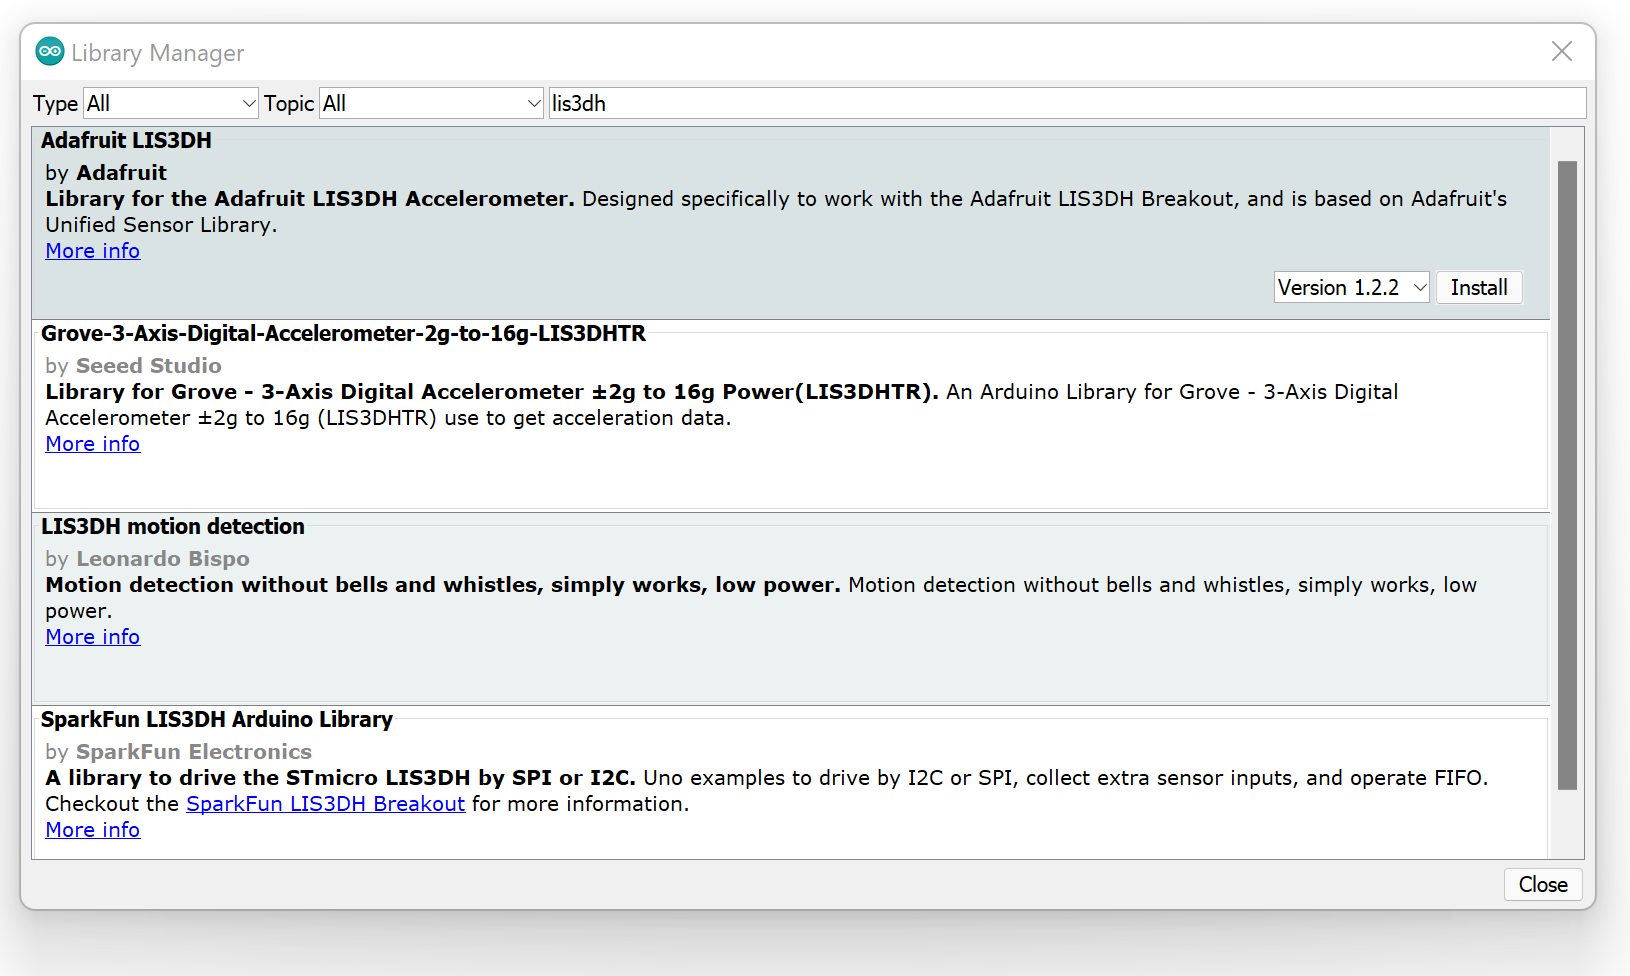 Library Manager
Type All Topic All lis3dh
Adafruit LIS3DH
by Adafruit
Library for the Adafruit LIS3DH Accelerometer. Designed specifically to work with the Adafruit LIS3DH Breakout, and is based on Adafruit's
Unified Sensor Library.
More info
Version 1.2.2 Install
Grove-3-Axis-Digital-Accelerometer-2g-to-16g-LIS3DHTR
by Seeed Studio
Library for Grove - 3-Axis Digital Accelerometer ±2g to 16g Power(LIS3DHTR). An Arduino Library for Grove - 3-Axis Digital
Accelerometer ±2g to 16g (LIS3DHTR) use to get acceleration data.
More info
LIS3DH motion detection
by Leonardo Bispo
Motion detection without bells and whistles, simply works, low power. Motion detection without bells and whistles, simply works, low
power.
More info
SparkFun LIS3DH Arduino Library
by SparkFun Electronics
A library to drive the STmicro LIS3DH by SPI or I2C. Uno examples to drive by I2C or SPI, collect extra sensor inputs, and operate FIFO.
Checkout the SparkFun LIS3DH Breakout for more information.
More info
Close